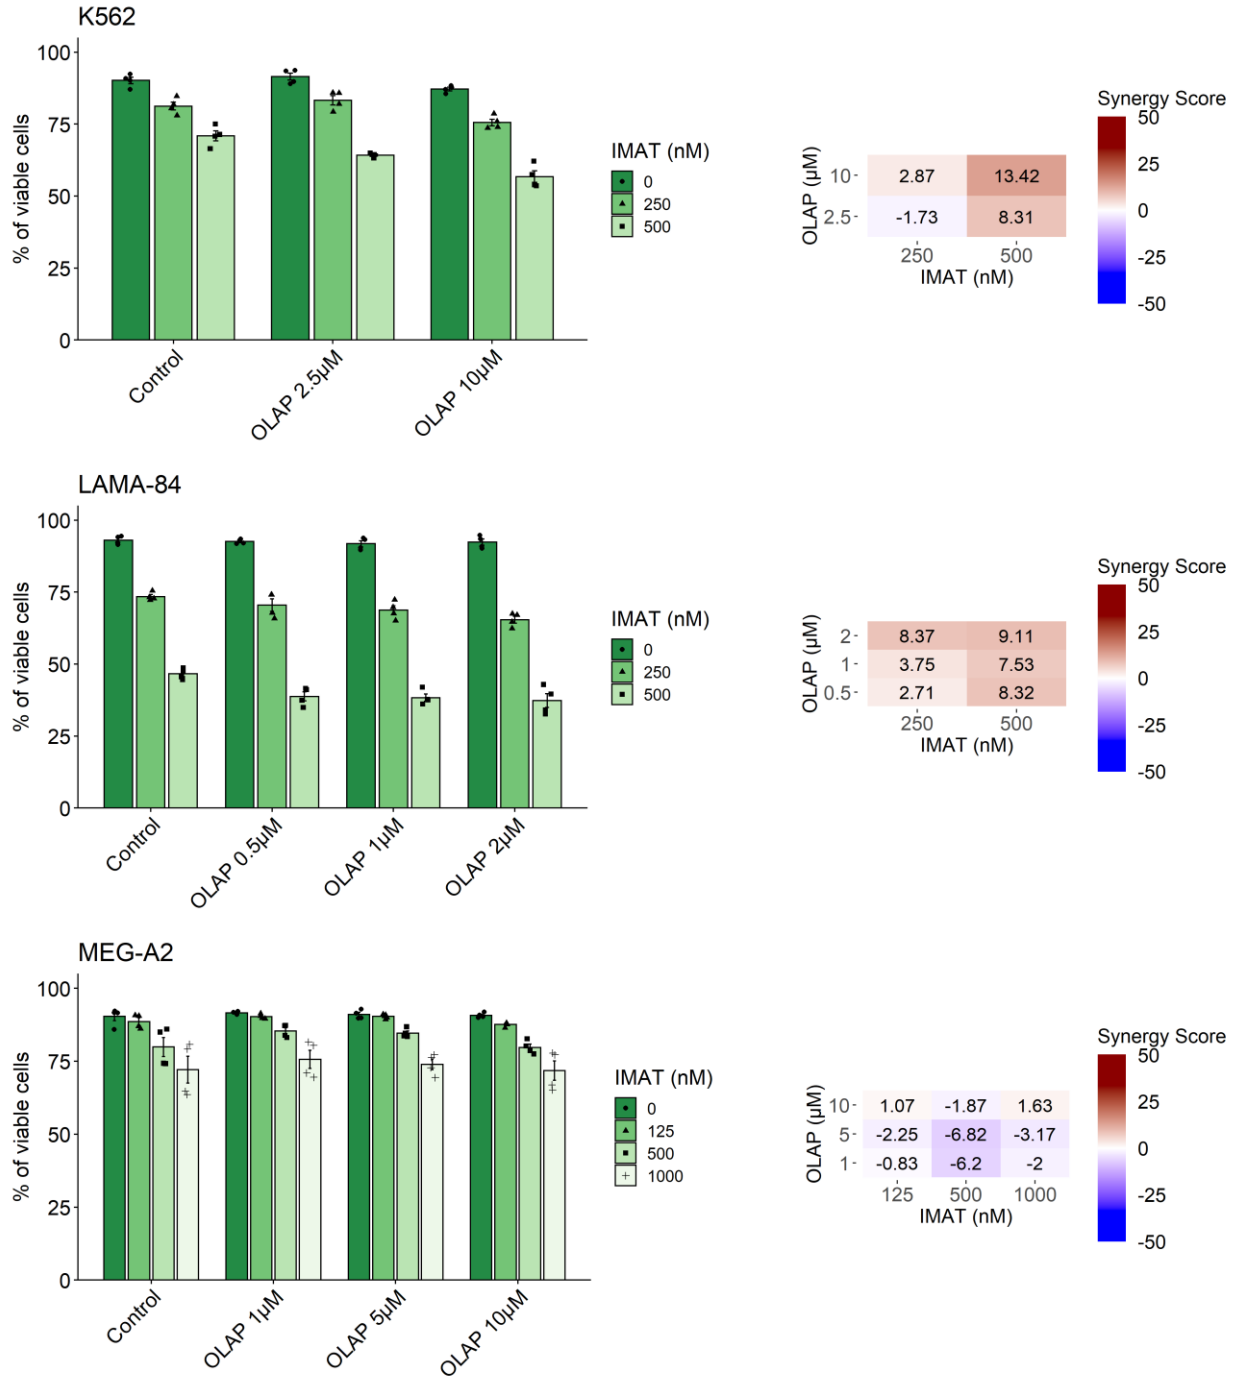 K562
100
75
50
25
0
% of viable cells
Control
OLAP 2.5µM
OLAP 10µM
IMAT (nM)
0
250
500
OLAP (µM)
10
2.87
13.42
2.5
-1.73
8.31
250
500
IMAT (nM)
Synergy Score
50
25
0
-25
-50
LAMA-84
100
75
50
25
0
% of viable cells
Control
OLAP 0.5µM
OLAP 1µM
OLAP 2µM
IMAT (nM)
0
250
500
OLAP (µM)
2
8.37
9.11
1
3.75
7.53
0.5
2.71
8.32
250
500
IMAT (nM)
Synergy Score
50
25
0
-25
-50
MEG-A2
100
75
50
25
0
% of viable cells
Control
OLAP 1µM
OLAP 5µM
OLAP 10µM
IMAT (nM)
0
125
500
1000
OLAP (µM)
10
1.07
-1.87
1.63
5
-2.25
-6.82
-3.17
1
-0.83
-6.2
-2
125
500
1000
IMAT (nM)
Synergy Score
50
25
0
-25
-50